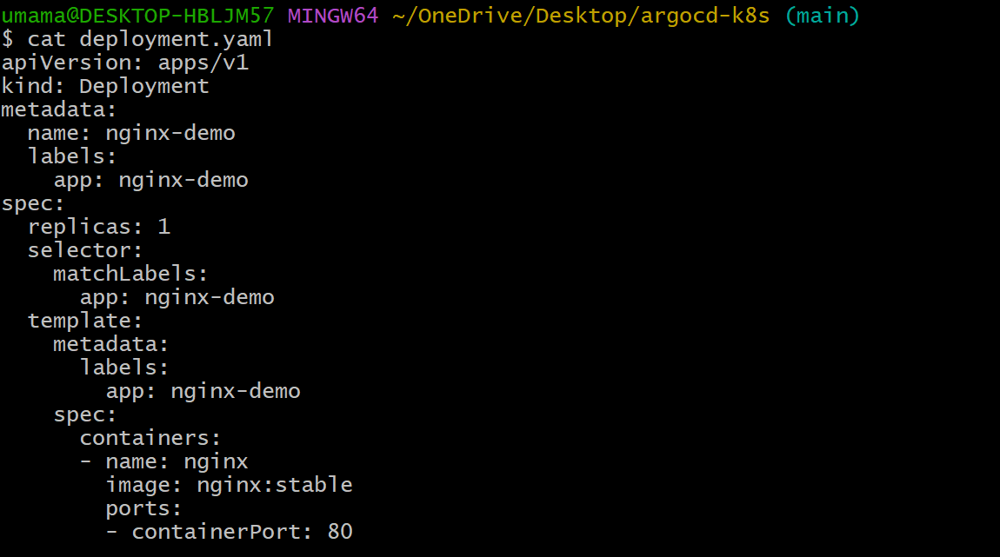 umama@DESKTOP-HBLJM57 MINGW64 ~/OneDrive/Desktop/argocd-k8s (main)
$ cat deployment.yaml
apiVersion: apps/v1
kind: Deployment
metadata:
  name: nginx-demo
  labels:
    app: nginx-demo
spec:
  replicas: 1
  selector:
    matchLabels:
      app: nginx-demo
  template:
    metadata:
      labels:
        app: nginx-demo
    spec:
      containers:
      - name: nginx
        image: nginx:stable
        ports:
        - containerPort: 80